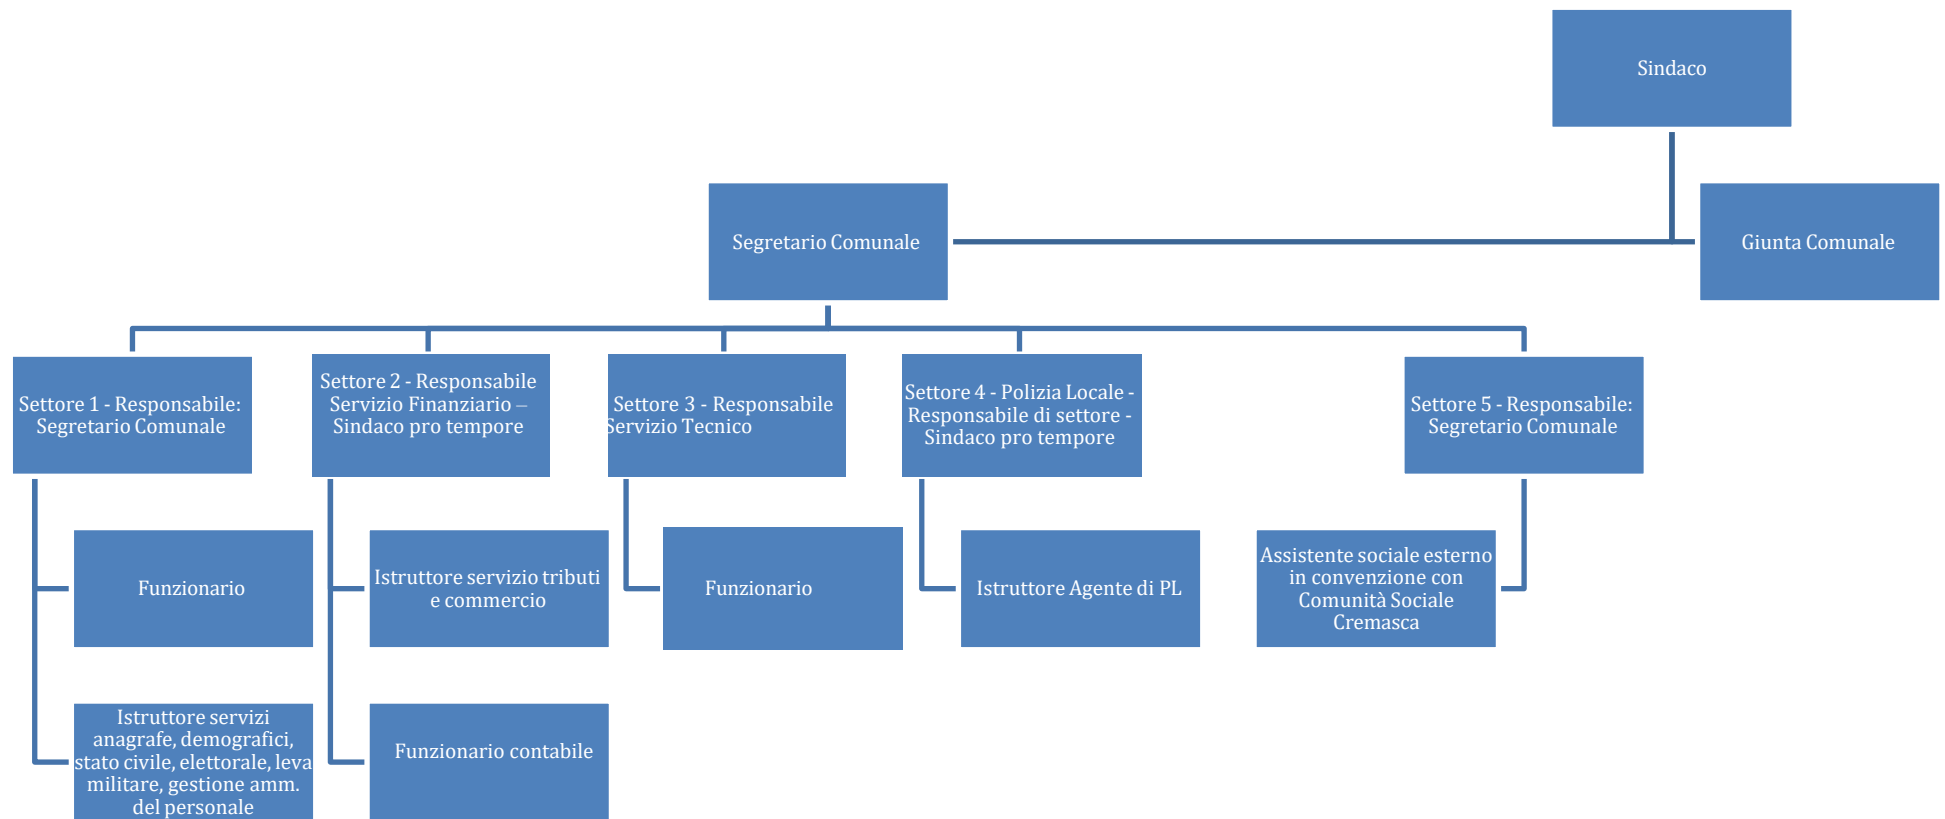 Sindaco
Segretario Comunale
Giunta Comunale
Settore 1 - Responsabile:
Segretario Comunale
Settore 2 - Responsabile
Servizio Finanziario –
Sindaco pro tempore
Settore 3 - Responsabile
Servizio Tecnico
Settore 4 - Polizia Locale -
Responsabile di settore -
Sindaco pro tempore
Settore 5 - Responsabile:
Segretario Comunale
Funzionario
Istruttore servizio tributi
e commercio
Funzionario
Istruttore Agente di PL
Assistente sociale esterno
in convenzione con
Comunità Sociale
Cremasca
Istruttore servizi
anagrafe, demografici,
stato civile, elettorale, leva
militare, gestione amm.
del personale
Funzionario contabile